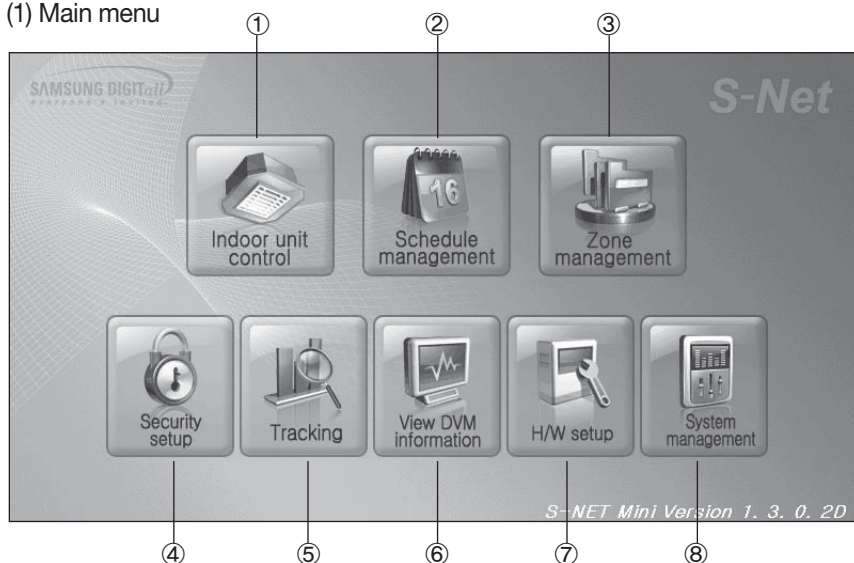 (1) Main menu
① ② ③
SAMSUNG DIGITall
everyone's invited™
S-Net
Indoor unit
control
Schedule
management
16
Zone
management
Security
setup
Tracking
View DVM
information
H/W setup
System
management
S-NET Mini Version 1. 3. 0. 2D
④ ⑤ ⑥ ⑦ ⑧